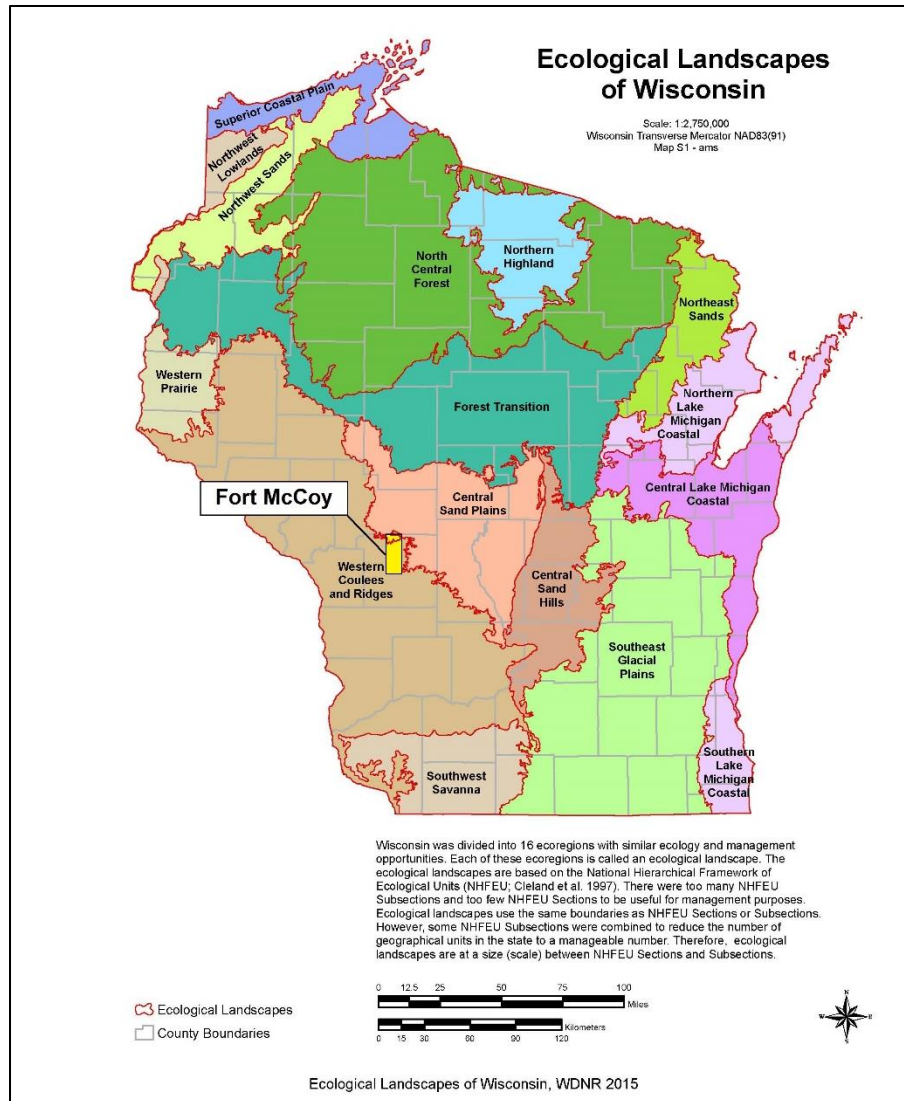 Ecological Landscapes
of Wisconsin
Scale: 1:2,750,000
Wisconsin Transverse Mercator NAD83(91)
Map S1 - ams
Superior Coastal Plain
Northwest
Lowlands
Northwest Sands
North
Central
Forest
Northern
Highland
Northeast
Sands
Western
Prairie
Forest Transition
Northern
Lake
Michigan
Coastal
Central Lake Michigan
Coastal
Fort McCoy
Central
Sand Plains
Western
Coulees
and Ridges
Central
Sand
Hills
Southeast
Glacial
Plains
Southwest
Savanna
Southern
Lake
Michigan
Coastal
Wisconsin was divided into 16 ecoregions with similar ecology and management
opportunities. Each of these ecoregions is called an ecological landscape. The
ecological landscapes are based on the National Hierarchical Framework of
Ecological Units (NHFEU; Cleland et al. 1997). There were too many NHFEU
Subsections and too few NHFEU Sections to be useful for management purposes.
Ecological landscapes use the same boundaries as NHFEU Sections or Subsections.
However, some NHFEU Subsections were combined to reduce the number of
geographical units in the state to a manageable number. Therefore, ecological
landscapes are at a size (scale) between NHFEU Sections and Subsections.
0 12.5 25 50 75 100
Miles
Kilometers
0 15 30 60 90 120
Ecological Landscapes
County Boundaries
N
W E
S
Ecological Landscapes of Wisconsin, WDNR 2015